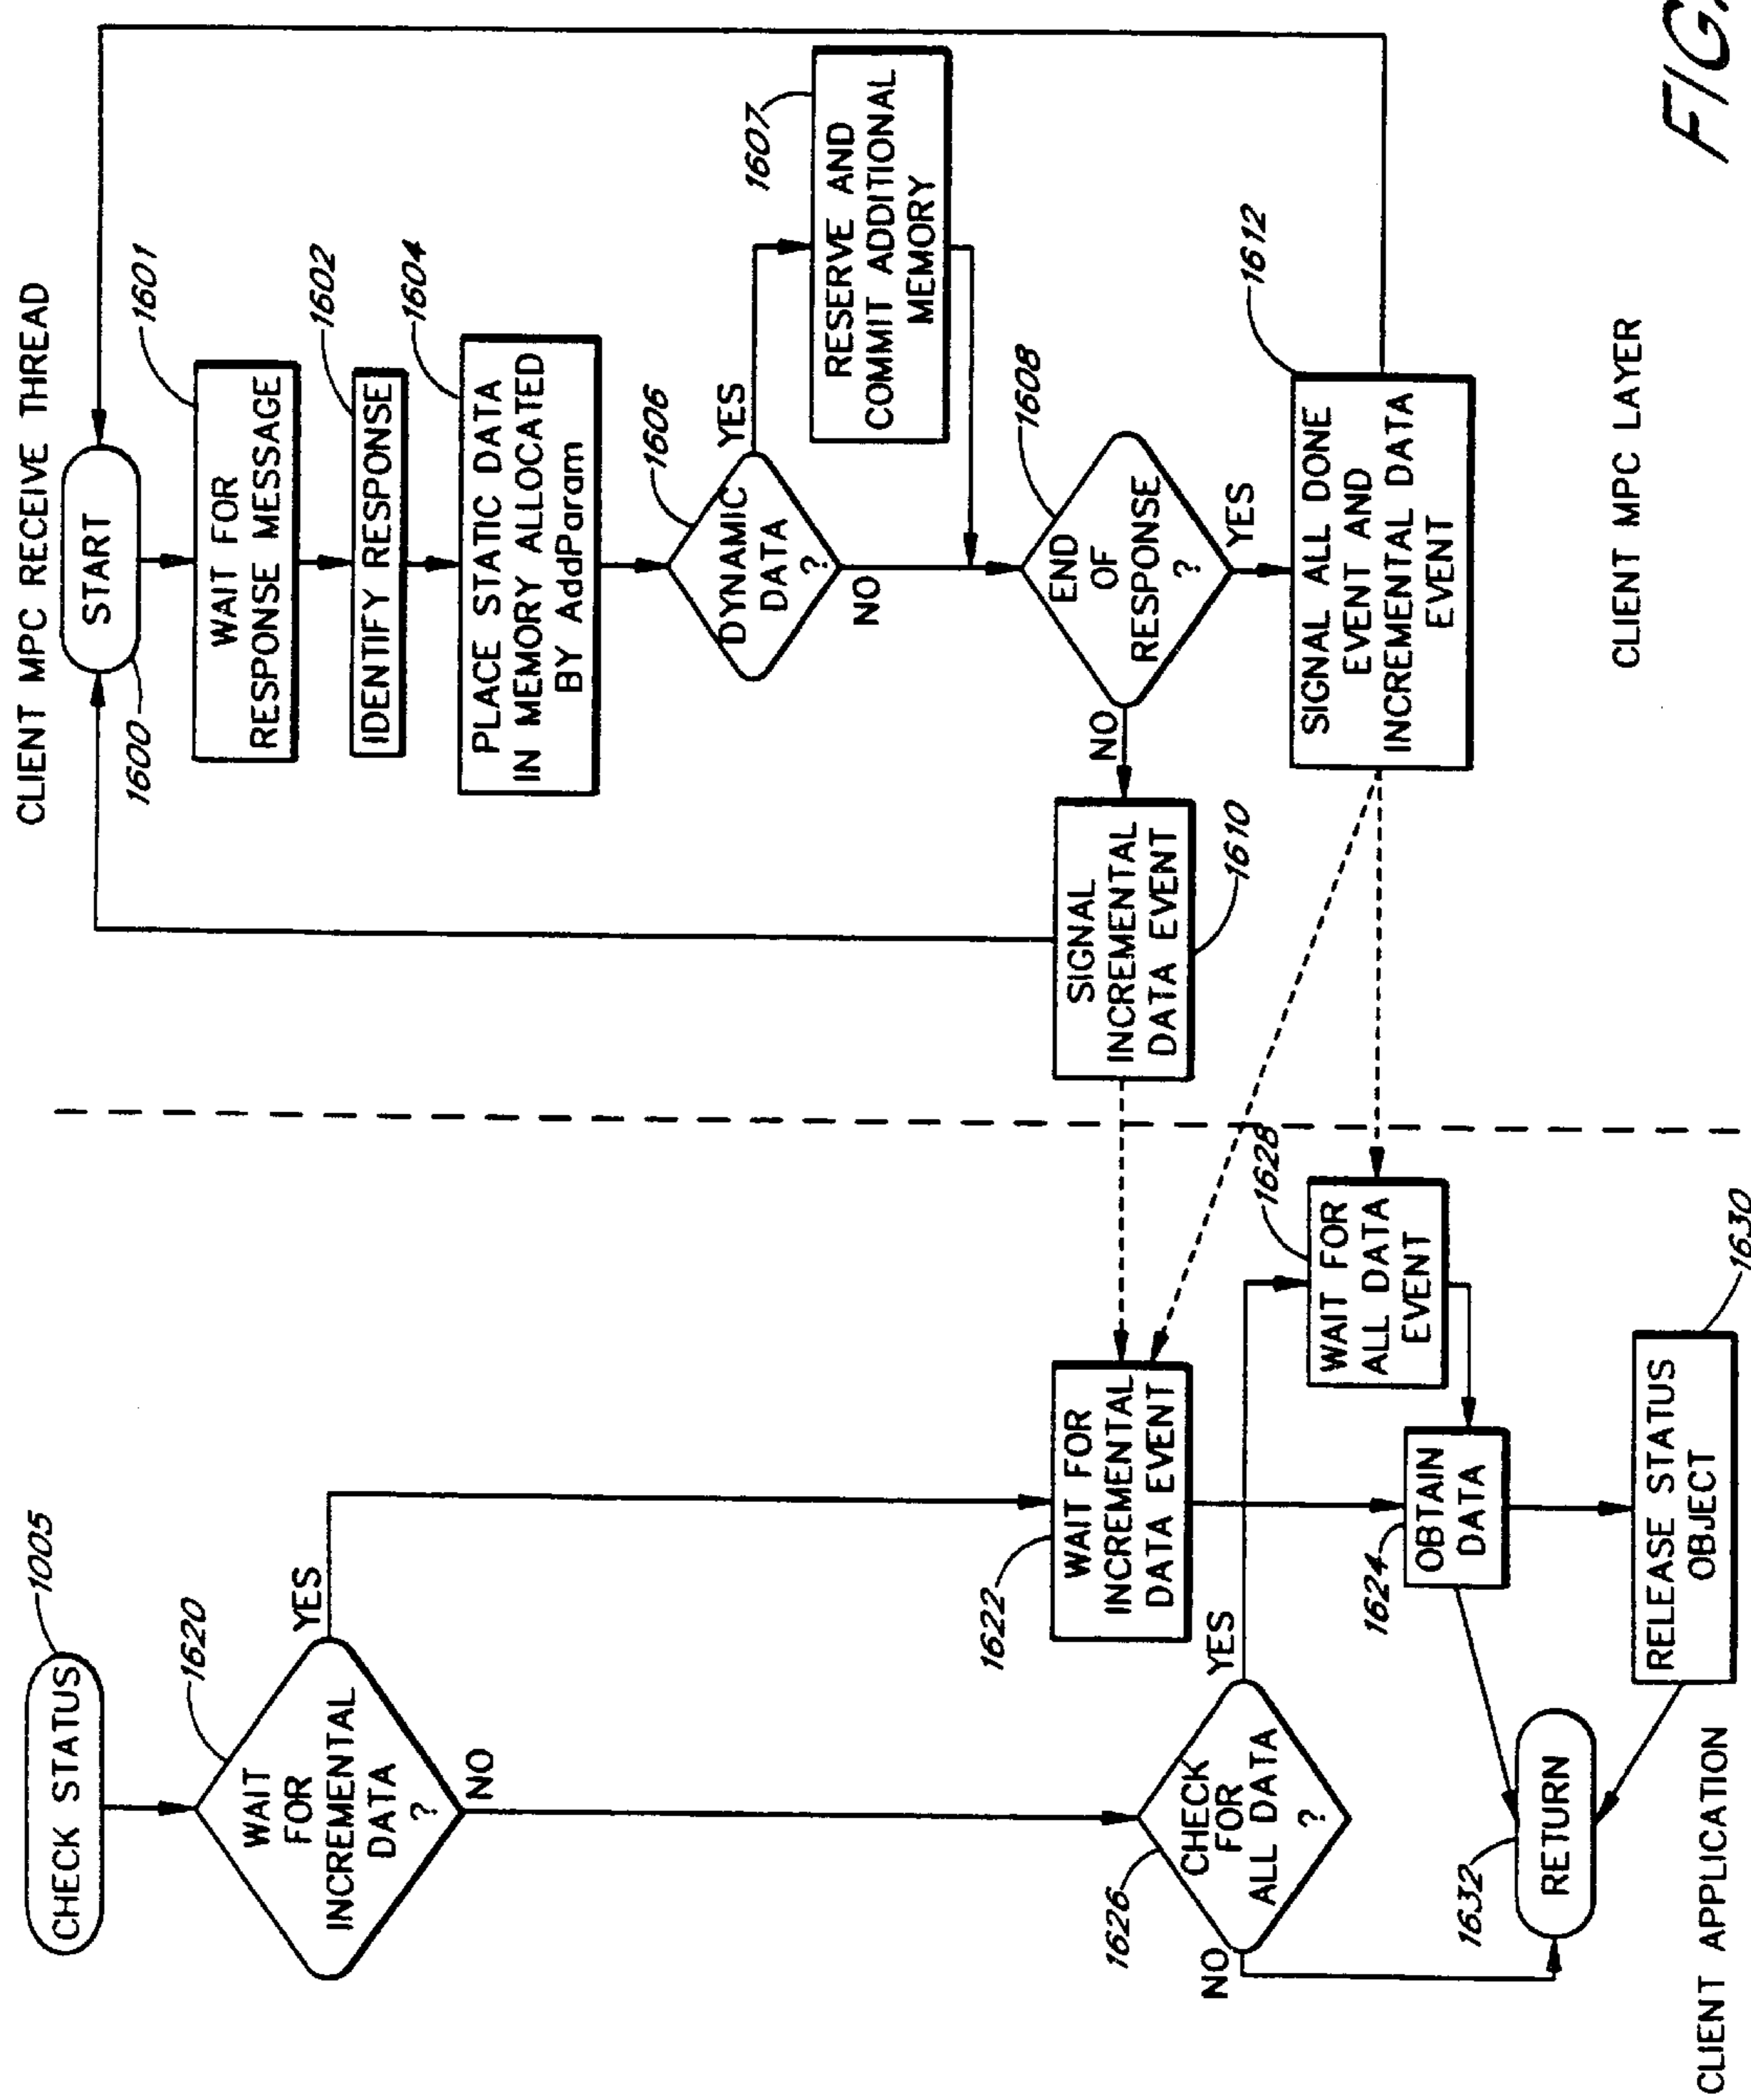 CHECK STATUS
1005
WAIT
FOR
INCREMENTAL
DATA
?
1620
YES
NO
WAIT FOR
INCREMENTAL
DATA EVENT
1622
CHECK
FOR
ALL DATA
?
1626
YES
NO
WAIT FOR
ALL DATA
EVENT
1628
OBTAIN
DATA
1624
RELEASE STATUS
OBJECT
1630
RETURN
1632
CLIENT APPLICATION
CLIENT MPC RECEIVE THREAD
START
1600
WAIT FOR
RESPONSE MESSAGE
1601
IDENTIFY RESPONSE
1602
PLACE STATIC DATA
IN MEMORY ALLOCATED
BY AddParam
1604
DYNAMIC
DATA
?
1606
YES
NO
RESERVE AND
COMMIT ADDITIONAL
MEMORY
1607
END
OF
RESPONSE
?
1608
NO
YES
SIGNAL
INCREMENTAL
DATA EVENT
1610
SIGNAL ALL DONE
EVENT AND
INCREMENTAL DATA
EVENT
1612
CLIENT MPC LAYER
FIG.